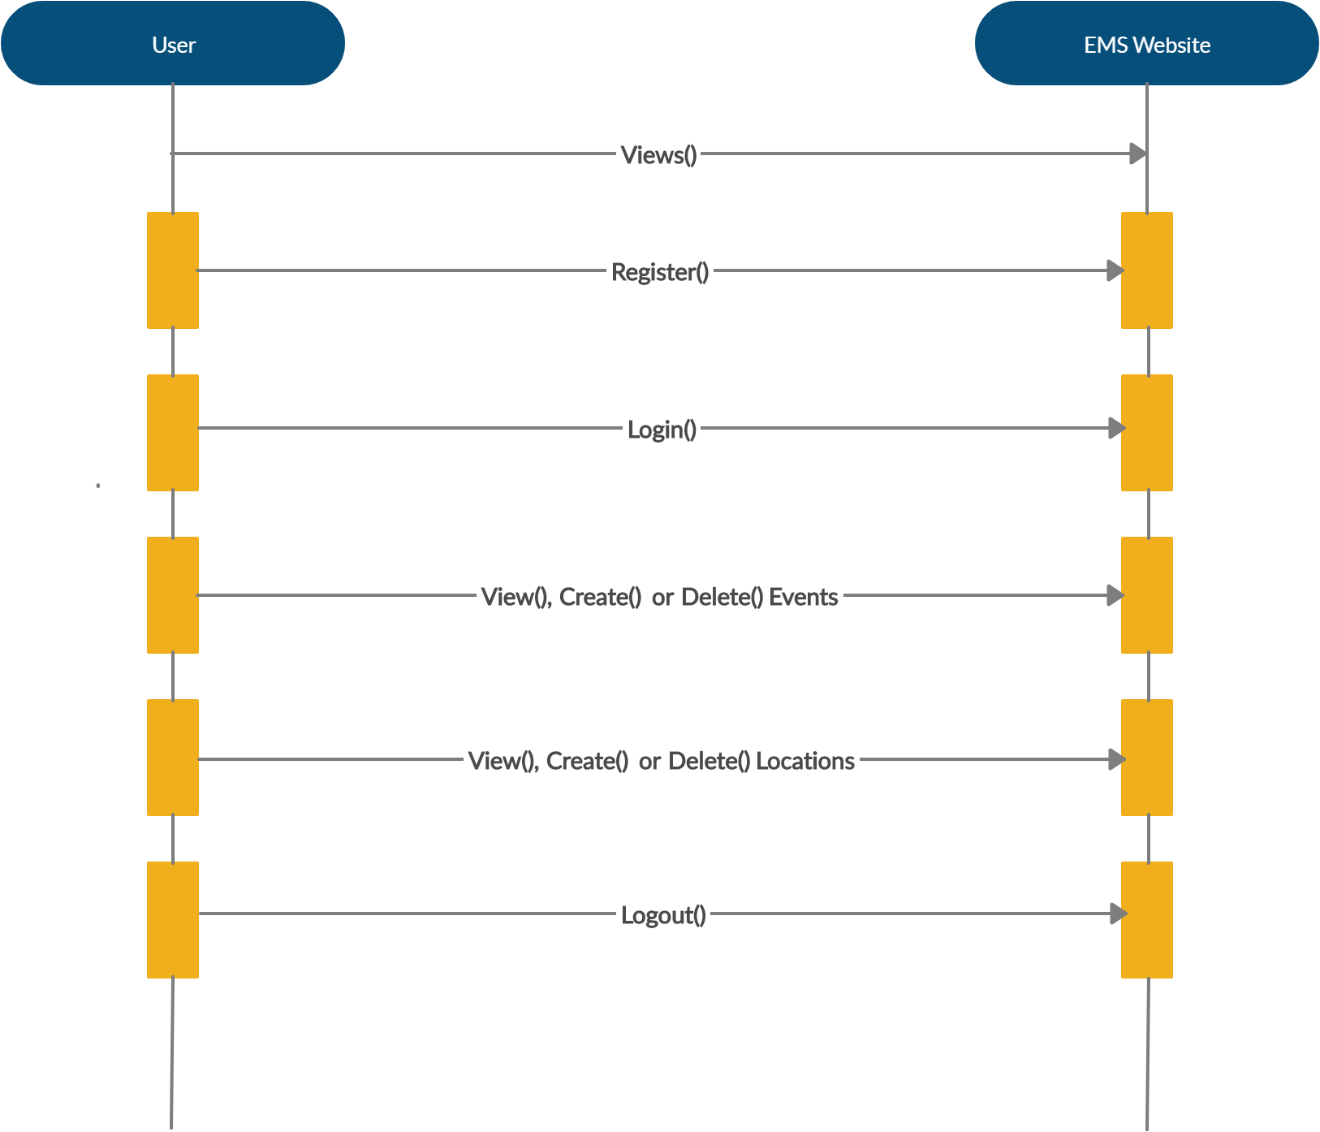 User
EMS Website
Views()
Register()
Login()
View(), Create() or Delete() Events
View(), Create() or Delete() Locations
Logout()